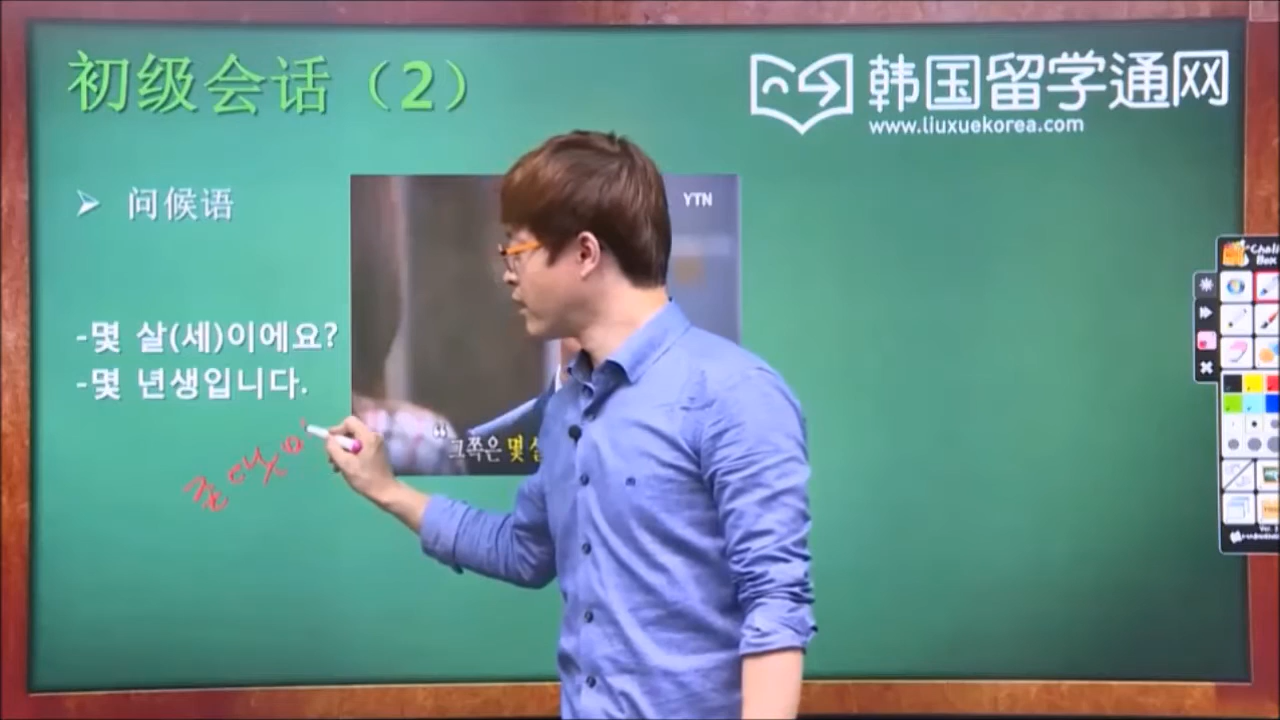 初级会话（2）
韩国留学通网
www.liuxuekorea.com
问候语
YTN
-몇 살(세)이에요?
-몇 년생입니다.
“그쪽은 몇 살